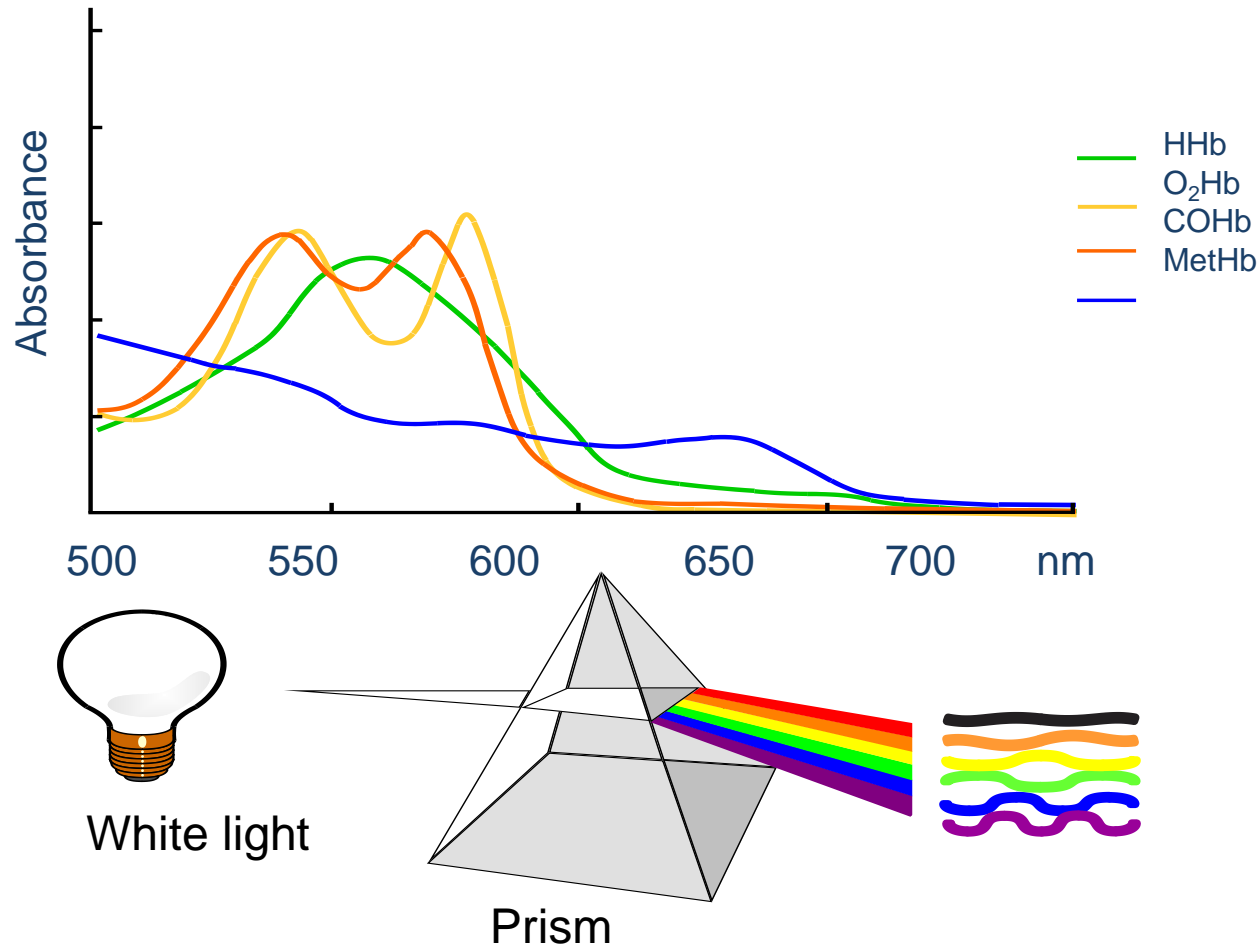 Absorbance
HHb
O₂Hb
COHb
MetHb
500 550 600 650 700 nm
White light
Prism